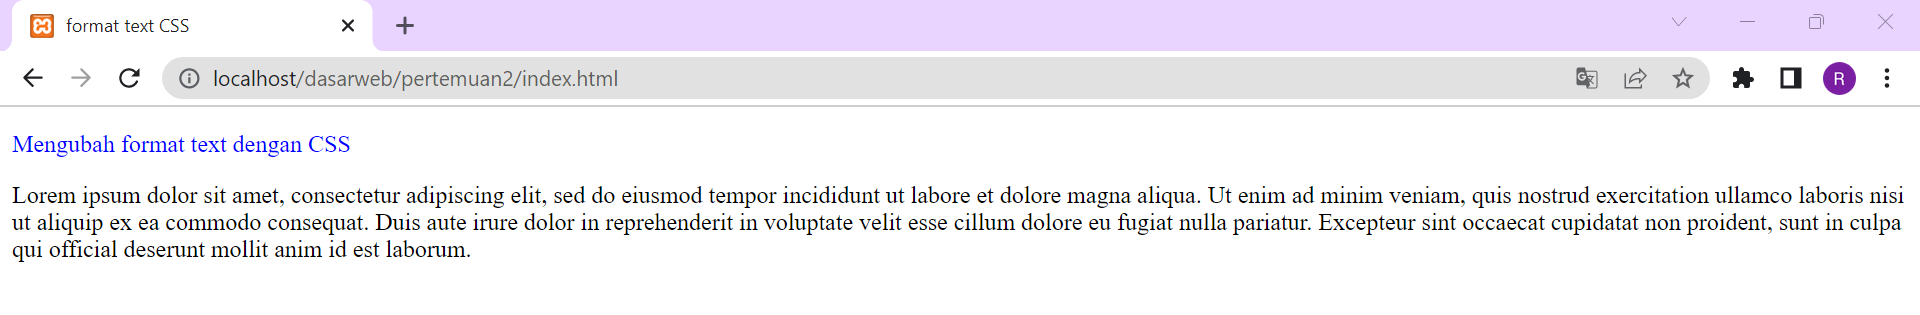 format text CSS
localhost/dasarweb/pertemuan2/index.html
R
Mengubah format text dengan CSS
Lorem ipsum dolor sit amet, consectetur adipiscing elit, sed do eiusmod tempor incididunt ut labore et dolore magna aliqua. Ut enim ad minim veniam, quis nostrud exercitation ullamco laboris nisi
ut aliquip ex ea commodo consequat. Duis aute irure dolor in reprehenderit in voluptate velit esse cillum dolore eu fugiat nulla pariatur. Excepteur sint occaecat cupidatat non proident, sunt in culpa
qui official deserunt mollit anim id est laborum.